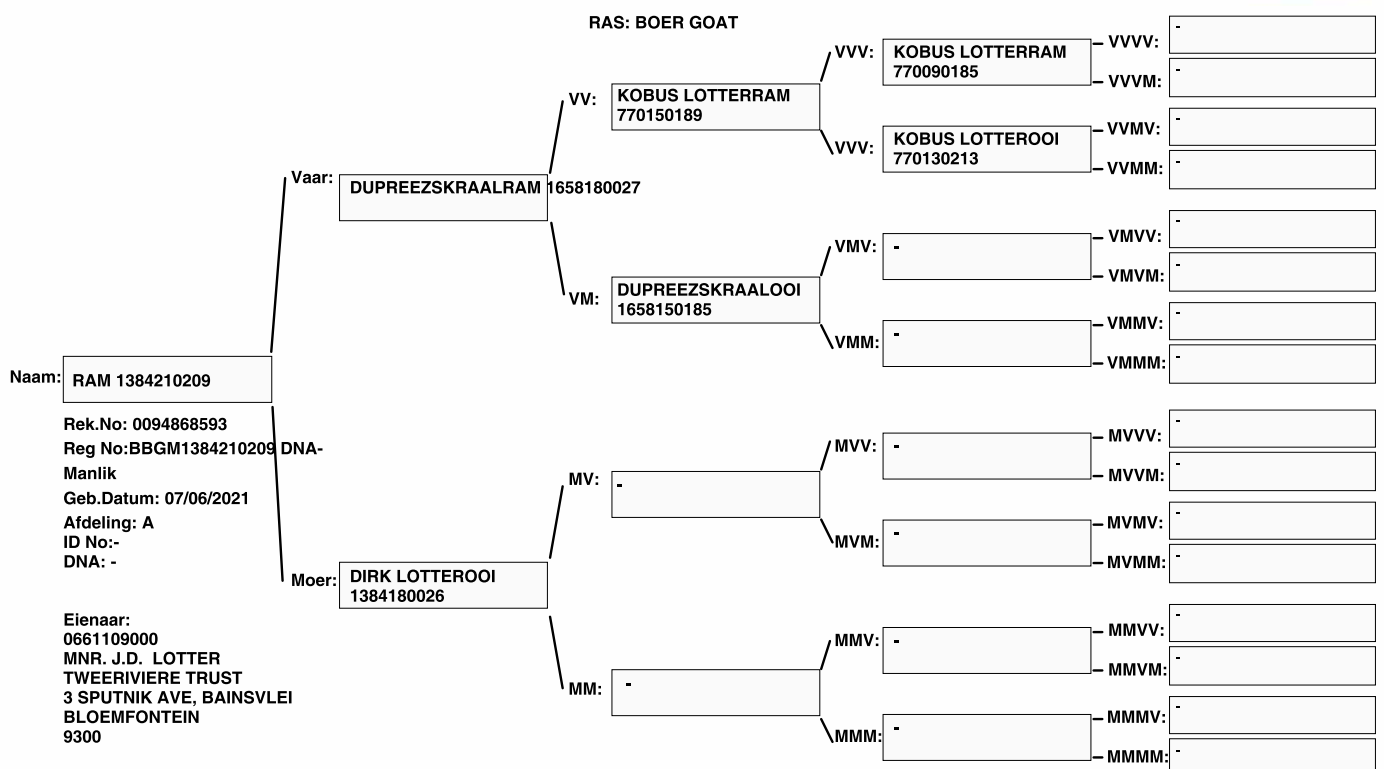 RAS: BOER GOAT
Naam: RAM 1384210209
Rek.No: 0094868593
Reg No:BBGM1384210209 DNA-
Manlik
Geb.Datum: 07/06/2021
Afdeling: A
ID No:-
DNA: -
Eienaar:
0661109000
MNR. J.D. LOTTER
TWEERIVIERE TRUST
3 SPUTNIK AVE, BAINSVLEI
BLOEMFONTEIN
9300
Vaar: DUPREEZSKRAALRAM 1658180027
Moer: DIRK LOTTEROOI
1384180026
VV: KOBUS LOTTERRAM
770150189
VM: DUPREEZSKRAALOOI
1658150185
MV: -
MM: -
VVV: KOBUS LOTTERRAM
770090185
VVV: KOBUS LOTTEROOI
770130213
VMV: -
VMM: -
MVV: -
MVM: -
MMV: -
MMM: -
VVVV: -
VVVM: -
VVMV: -
VVMM: -
VMVV: -
VMVM: -
VMMV: -
VMMM: -
MVVV: -
MVVM: -
MVMV: -
MVMM: -
MMVV: -
MMVM: -
MMMV: -
MMMM: -